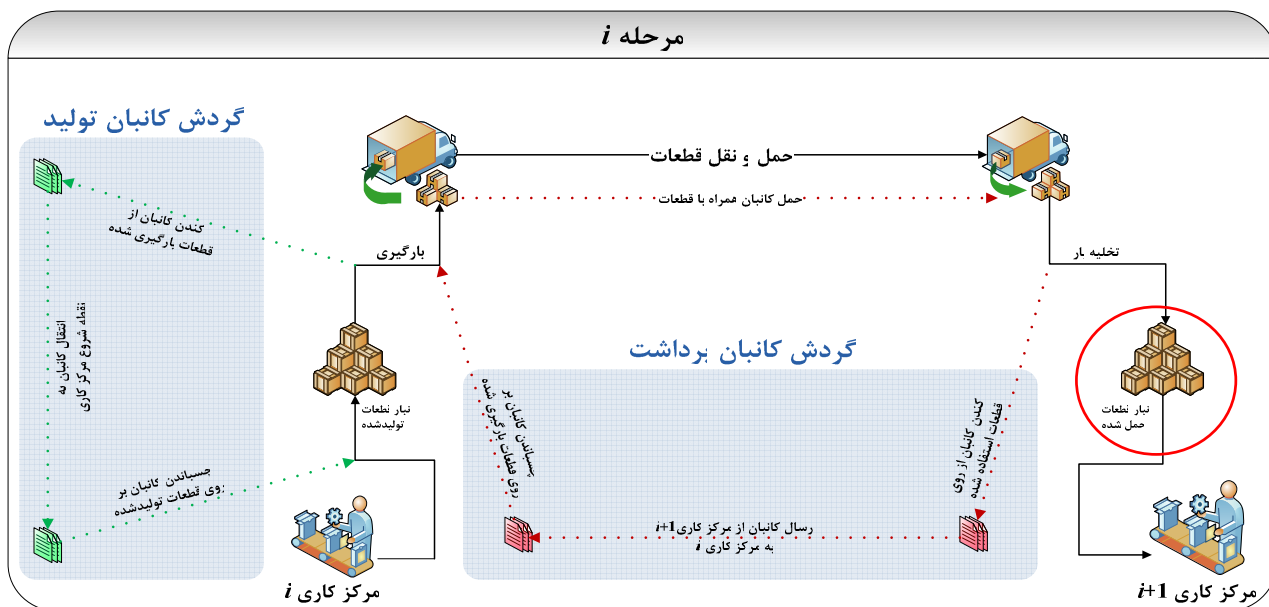 مرحله i
گردش کانبان تولید
حمل و نقل قطعات
حمل کانبان همراه با قطعات
کندن کانبان از
قطعات بارگیری شده
بارگیری
تخلیه بار
انتقال کانبان به
نقطه شروع مرکز کاری
گردش کانبان برداشت
نبار قطعات
تولیدشده
نبار قطعات
حمل شده
چسباندن کانبان بر
روی قطعات بارگیری شده
کندن کانبان از روی
قطعات استفاده شده
چسباندن کانبان بر
روی قطعات تولیدشده
رسال کانبان از مرکز کاری i+1
به مرکز کاری i
مرکز کاری i
مرکز کاری i+1